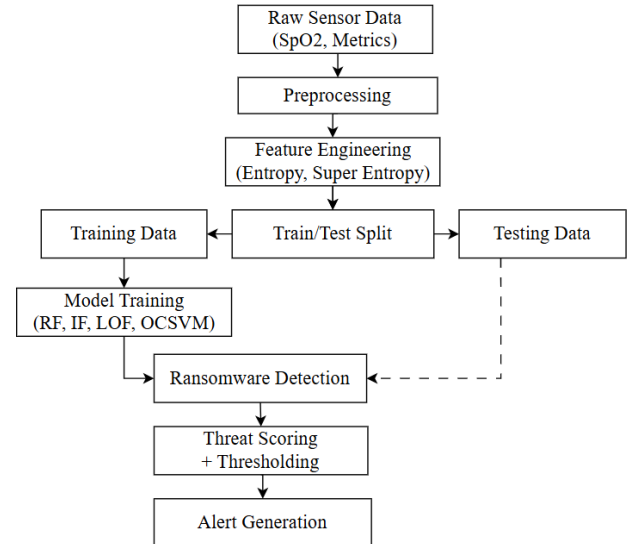 Raw Sensor Data
(SpO2, Metrics)
Preprocessing
Feature Engineering
(Entropy, Super Entropy)
Training Data
Train/Test Split
Testing Data
Model Training
(RF, IF, LOF, OCSVM)
Ransomware Detection
Threat Scoring
+ Thresholding
Alert Generation